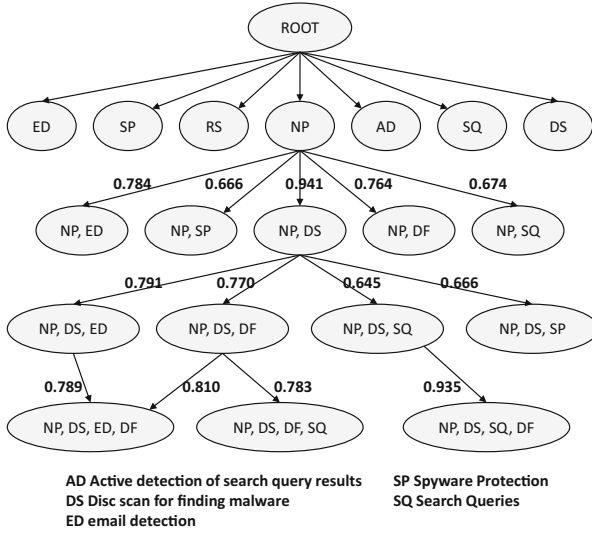 ROOT
ED SP RS NP AD SQ DS
0.784 0.666 0.941 0.764 0.674
NP, ED NP, SP NP, DS NP, DF NP, SQ
0.791 0.770 0.645 0.666
NP, DS, ED NP, DS, DF NP, DS, SQ NP, DS, SP
0.789 0.810 0.783 0.935
NP, DS, ED, DF NP, DS, DF, SQ NP, DS, SQ, DF
AD Active detection of search query results SP Spyware Protection
DS Disc scan for finding malware SQ Search Queries
ED email detection